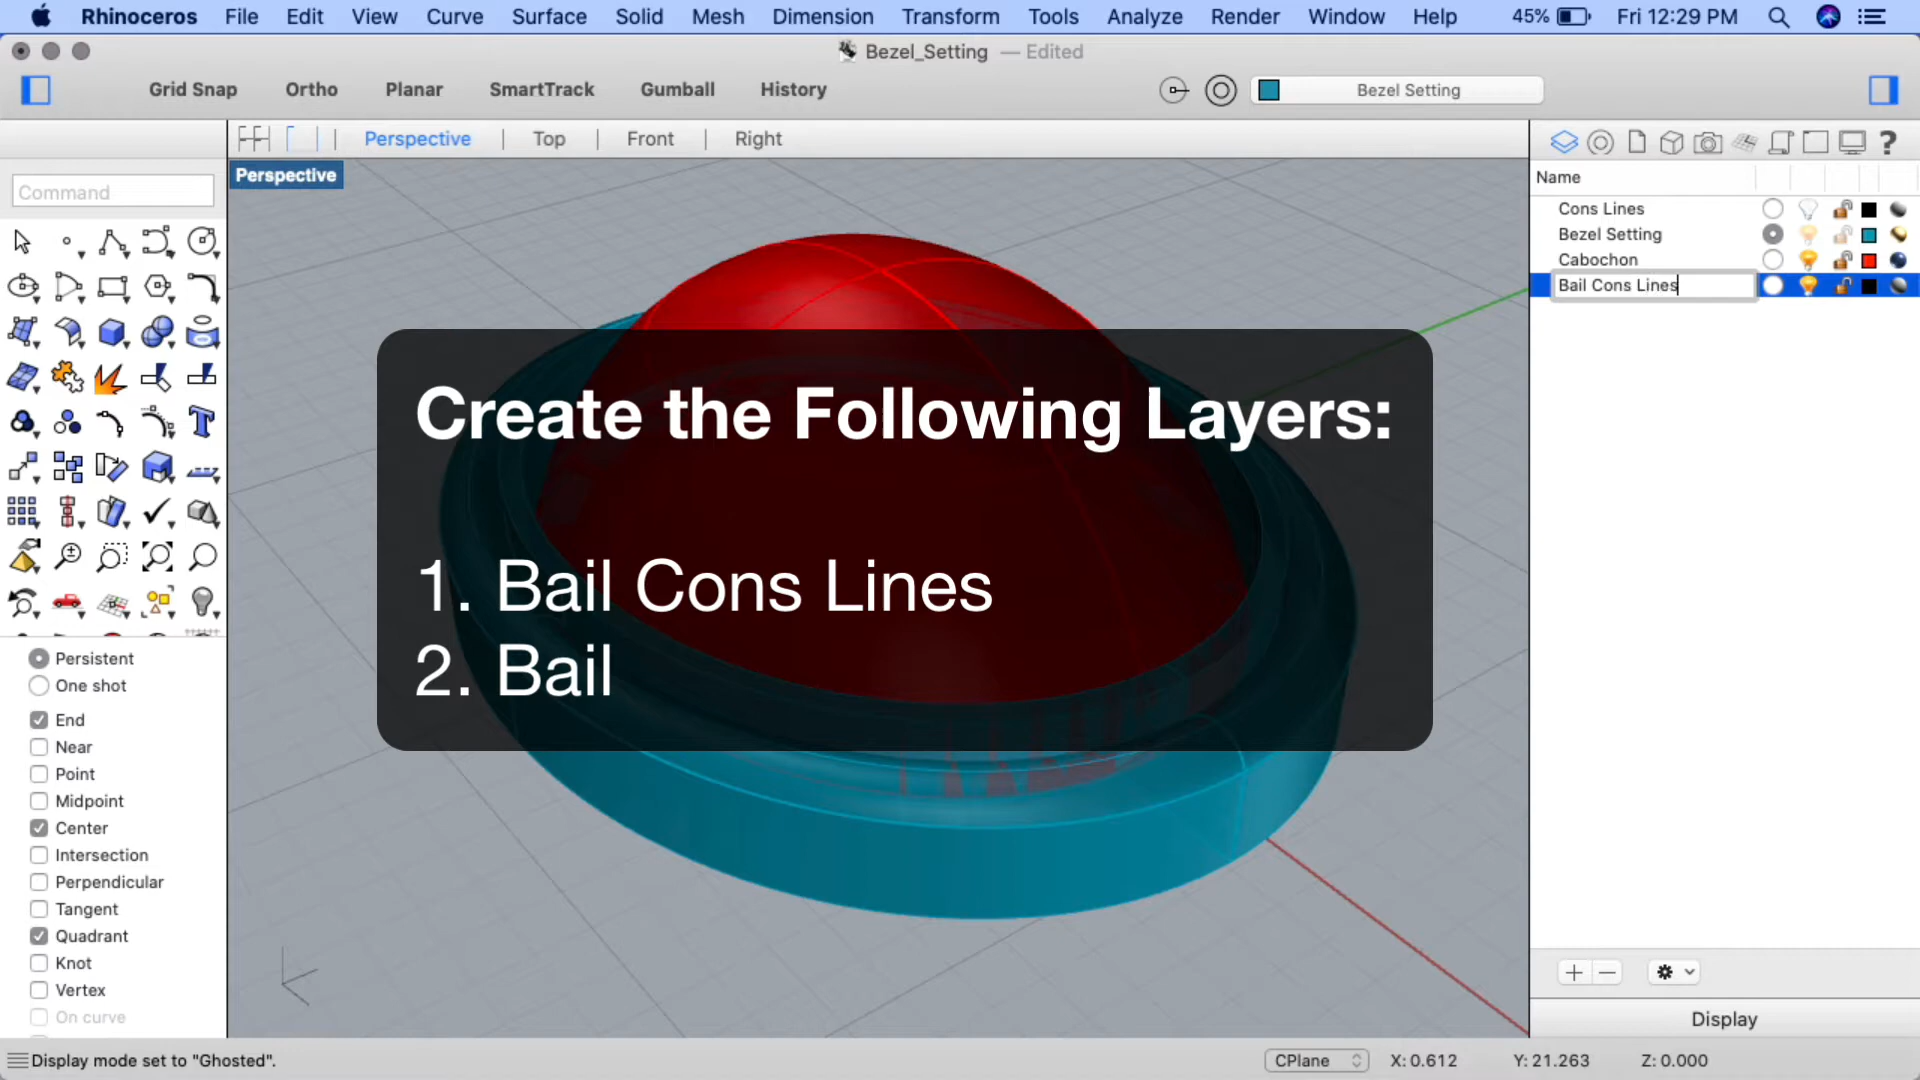 Rhinoceros File Edit View Curve Surface Solid Mesh Dimension Transform Tools Analyze Render Window Help 45% Fri 12:29 PM
Bezel_Setting — Edited
Grid Snap Ortho Planar SmartTrack Gumball History Bezel Setting
Perspective | Top | Front | Right
Perspective
Command
Name
Cons Lines
Bezel Setting
Cabochon
Bail Cons Lines
Create the Following Layers:
1. Bail Cons Lines
2. Bail
Persistent
One shot
End
Near
Point
Midpoint
Center
Intersection
Perpendicular
Tangent
Quadrant
Knot
Vertex
On curve
Display
Display mode set to "Ghosted". CPlane X: 0.612 Y: 21.263 Z: 0.000